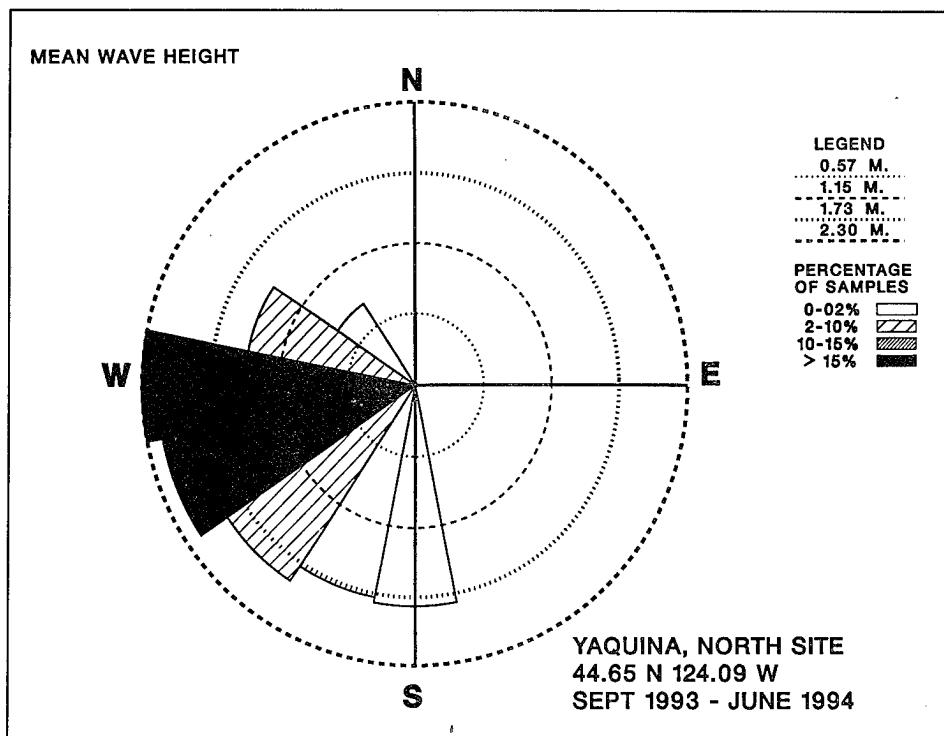 MEAN WAVE HEIGHT
N
LEGEND
0.57 M.
1.15 M.
1.73 M.
2.30 M.
PERCENTAGE
OF SAMPLES
0-02%
2-10%
10-15%
> 15%
W
E
S
YAQUINA, NORTH SITE
44.65 N 124.09 W
SEPT 1993 - JUNE 1994